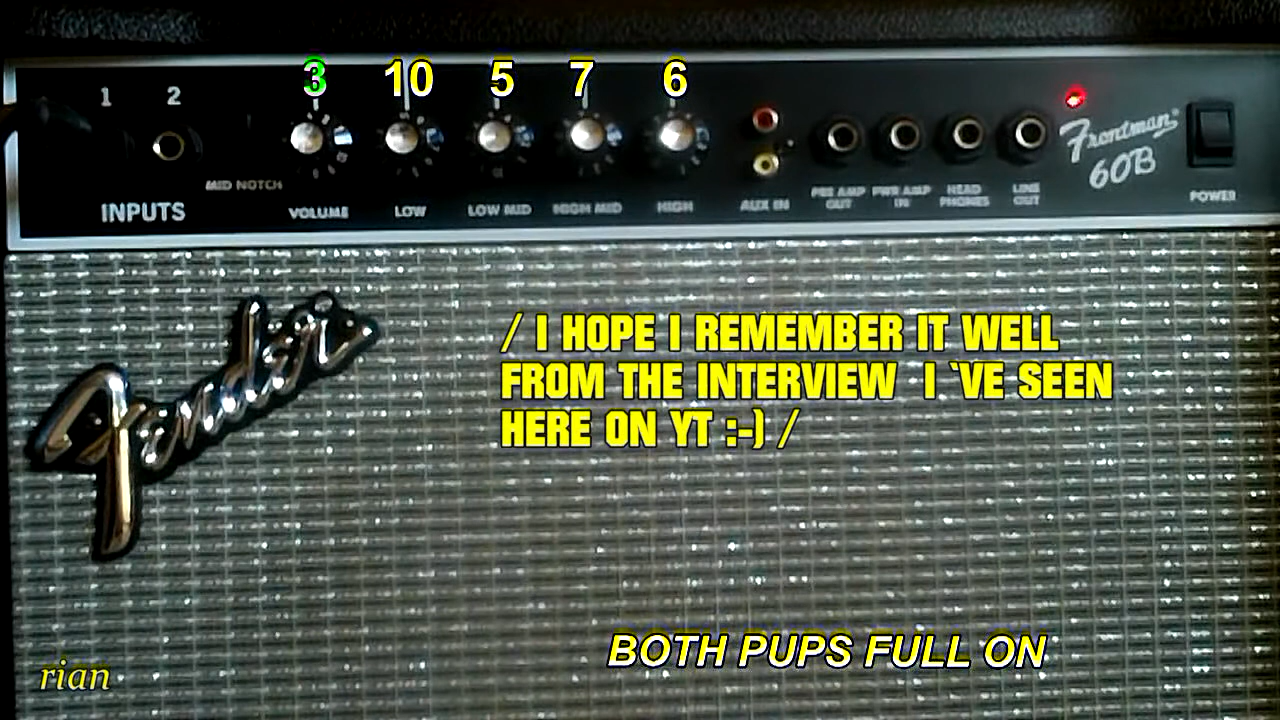 3 10 5 7 6
1 2
MID NOTCH
INPUTS VOLUME LOW LOW MID HIGH MID HIGH AUX IN PRE AMP OUT PWR AMP IN HEAD PHONES LINE OUT POWER
Frontman
60B
Fender
/ I HOPE I REMEMBER IT WELL
FROM THE INTERVIEW I `VE SEEN
HERE ON YT :-) /
BOTH PUPS FULL ON
rian